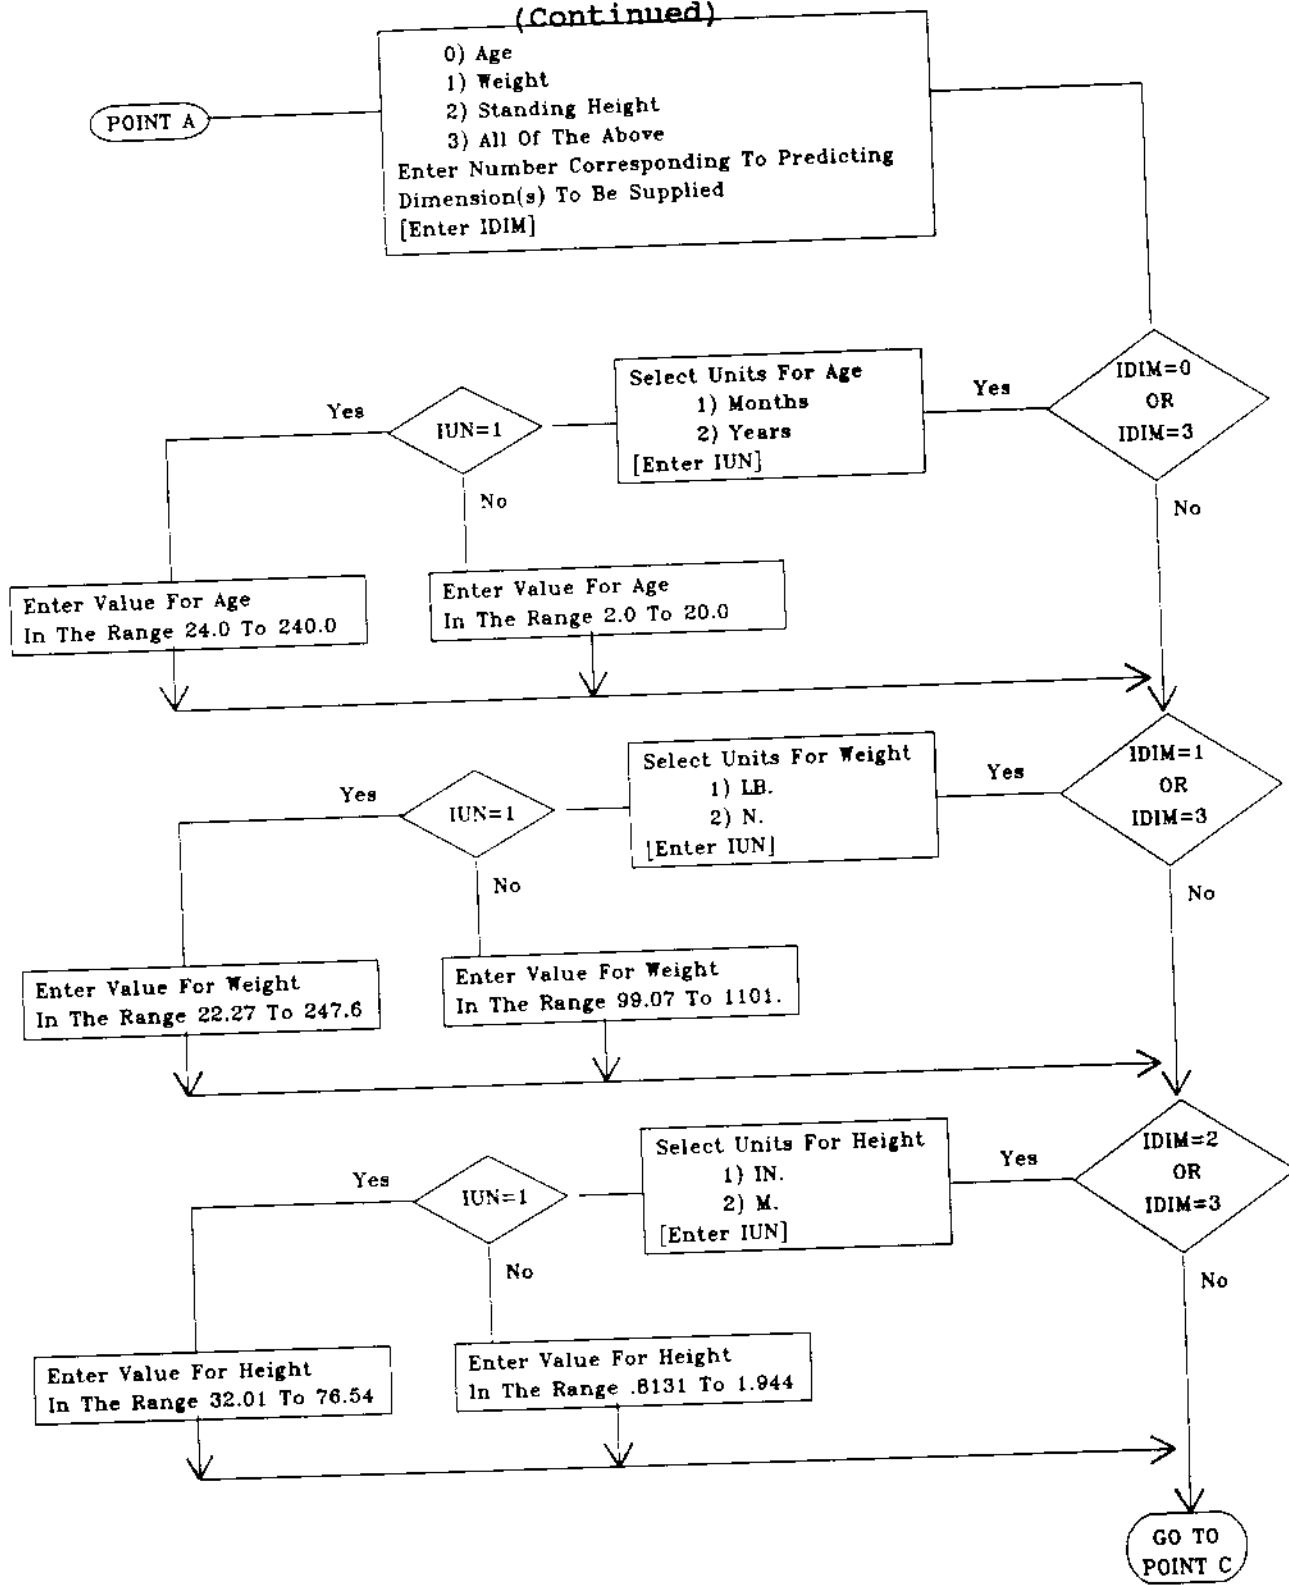 (Continued)
0) Age
1) Weight
2) Standing Height
3) All Of The Above
Enter Number Corresponding To Predicting
Dimension(s) To Be Supplied
[Enter IDIM]
POINT A
IDIM=0
OR
IDIM=3
Yes
No
Select Units For Age
1) Months
2) Years
[Enter IUN]
IUN=1
Yes
No
Enter Value For Age
In The Range 24.0 To 240.0
Enter Value For Age
In The Range 2.0 To 20.0
IDIM=1
OR
IDIM=3
Yes
No
Select Units For Weight
1) LB.
2) N.
[Enter IUN]
IUN=1
Yes
No
Enter Value For Weight
In The Range 22.27 To 247.6
Enter Value For Weight
In The Range 99.07 To 1101.
IDIM=2
OR
IDIM=3
Yes
No
Select Units For Height
1) IN.
2) M.
[Enter IUN]
IUN=1
Yes
No
Enter Value For Height
In The Range 32.01 To 76.54
Enter Value For Height
In The Range .8131 To 1.944
GO TO
POINT C